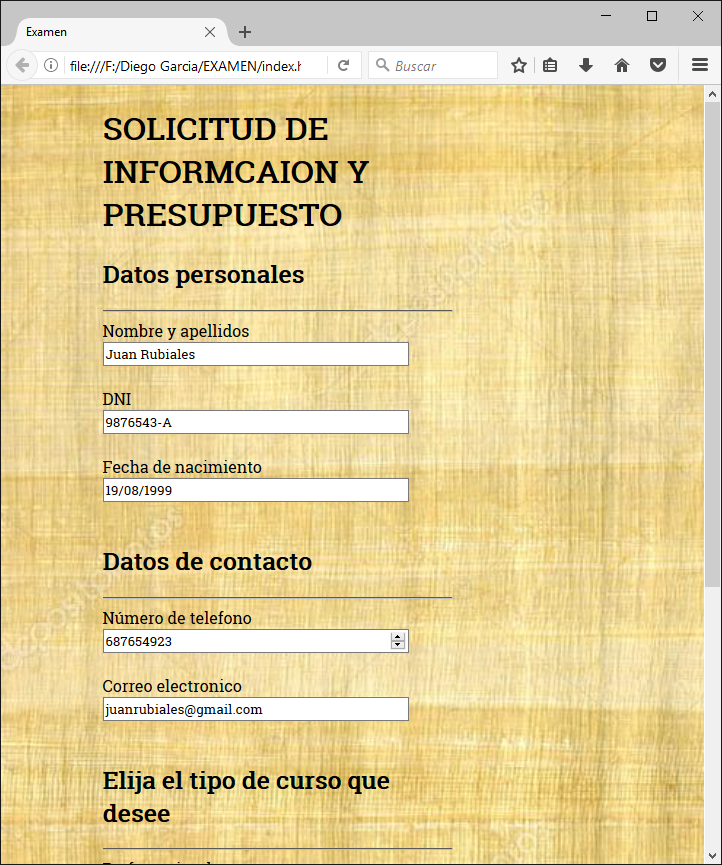 Examen
file:///F:/Diego Garcia/EXAMEN/index.h
Buscar
SOLICITUD DE
INFORMCAION Y
PRESUPUESTO
Datos personales
Nombre y apellidos
Juan Rubiales
DNI
9876543-A
Fecha de nacimiento
19/08/1999
Datos de contacto
Número de telefono
687654923
Correo electronico
juanrubiales@gmail.com
Elija el tipo de curso que
desee